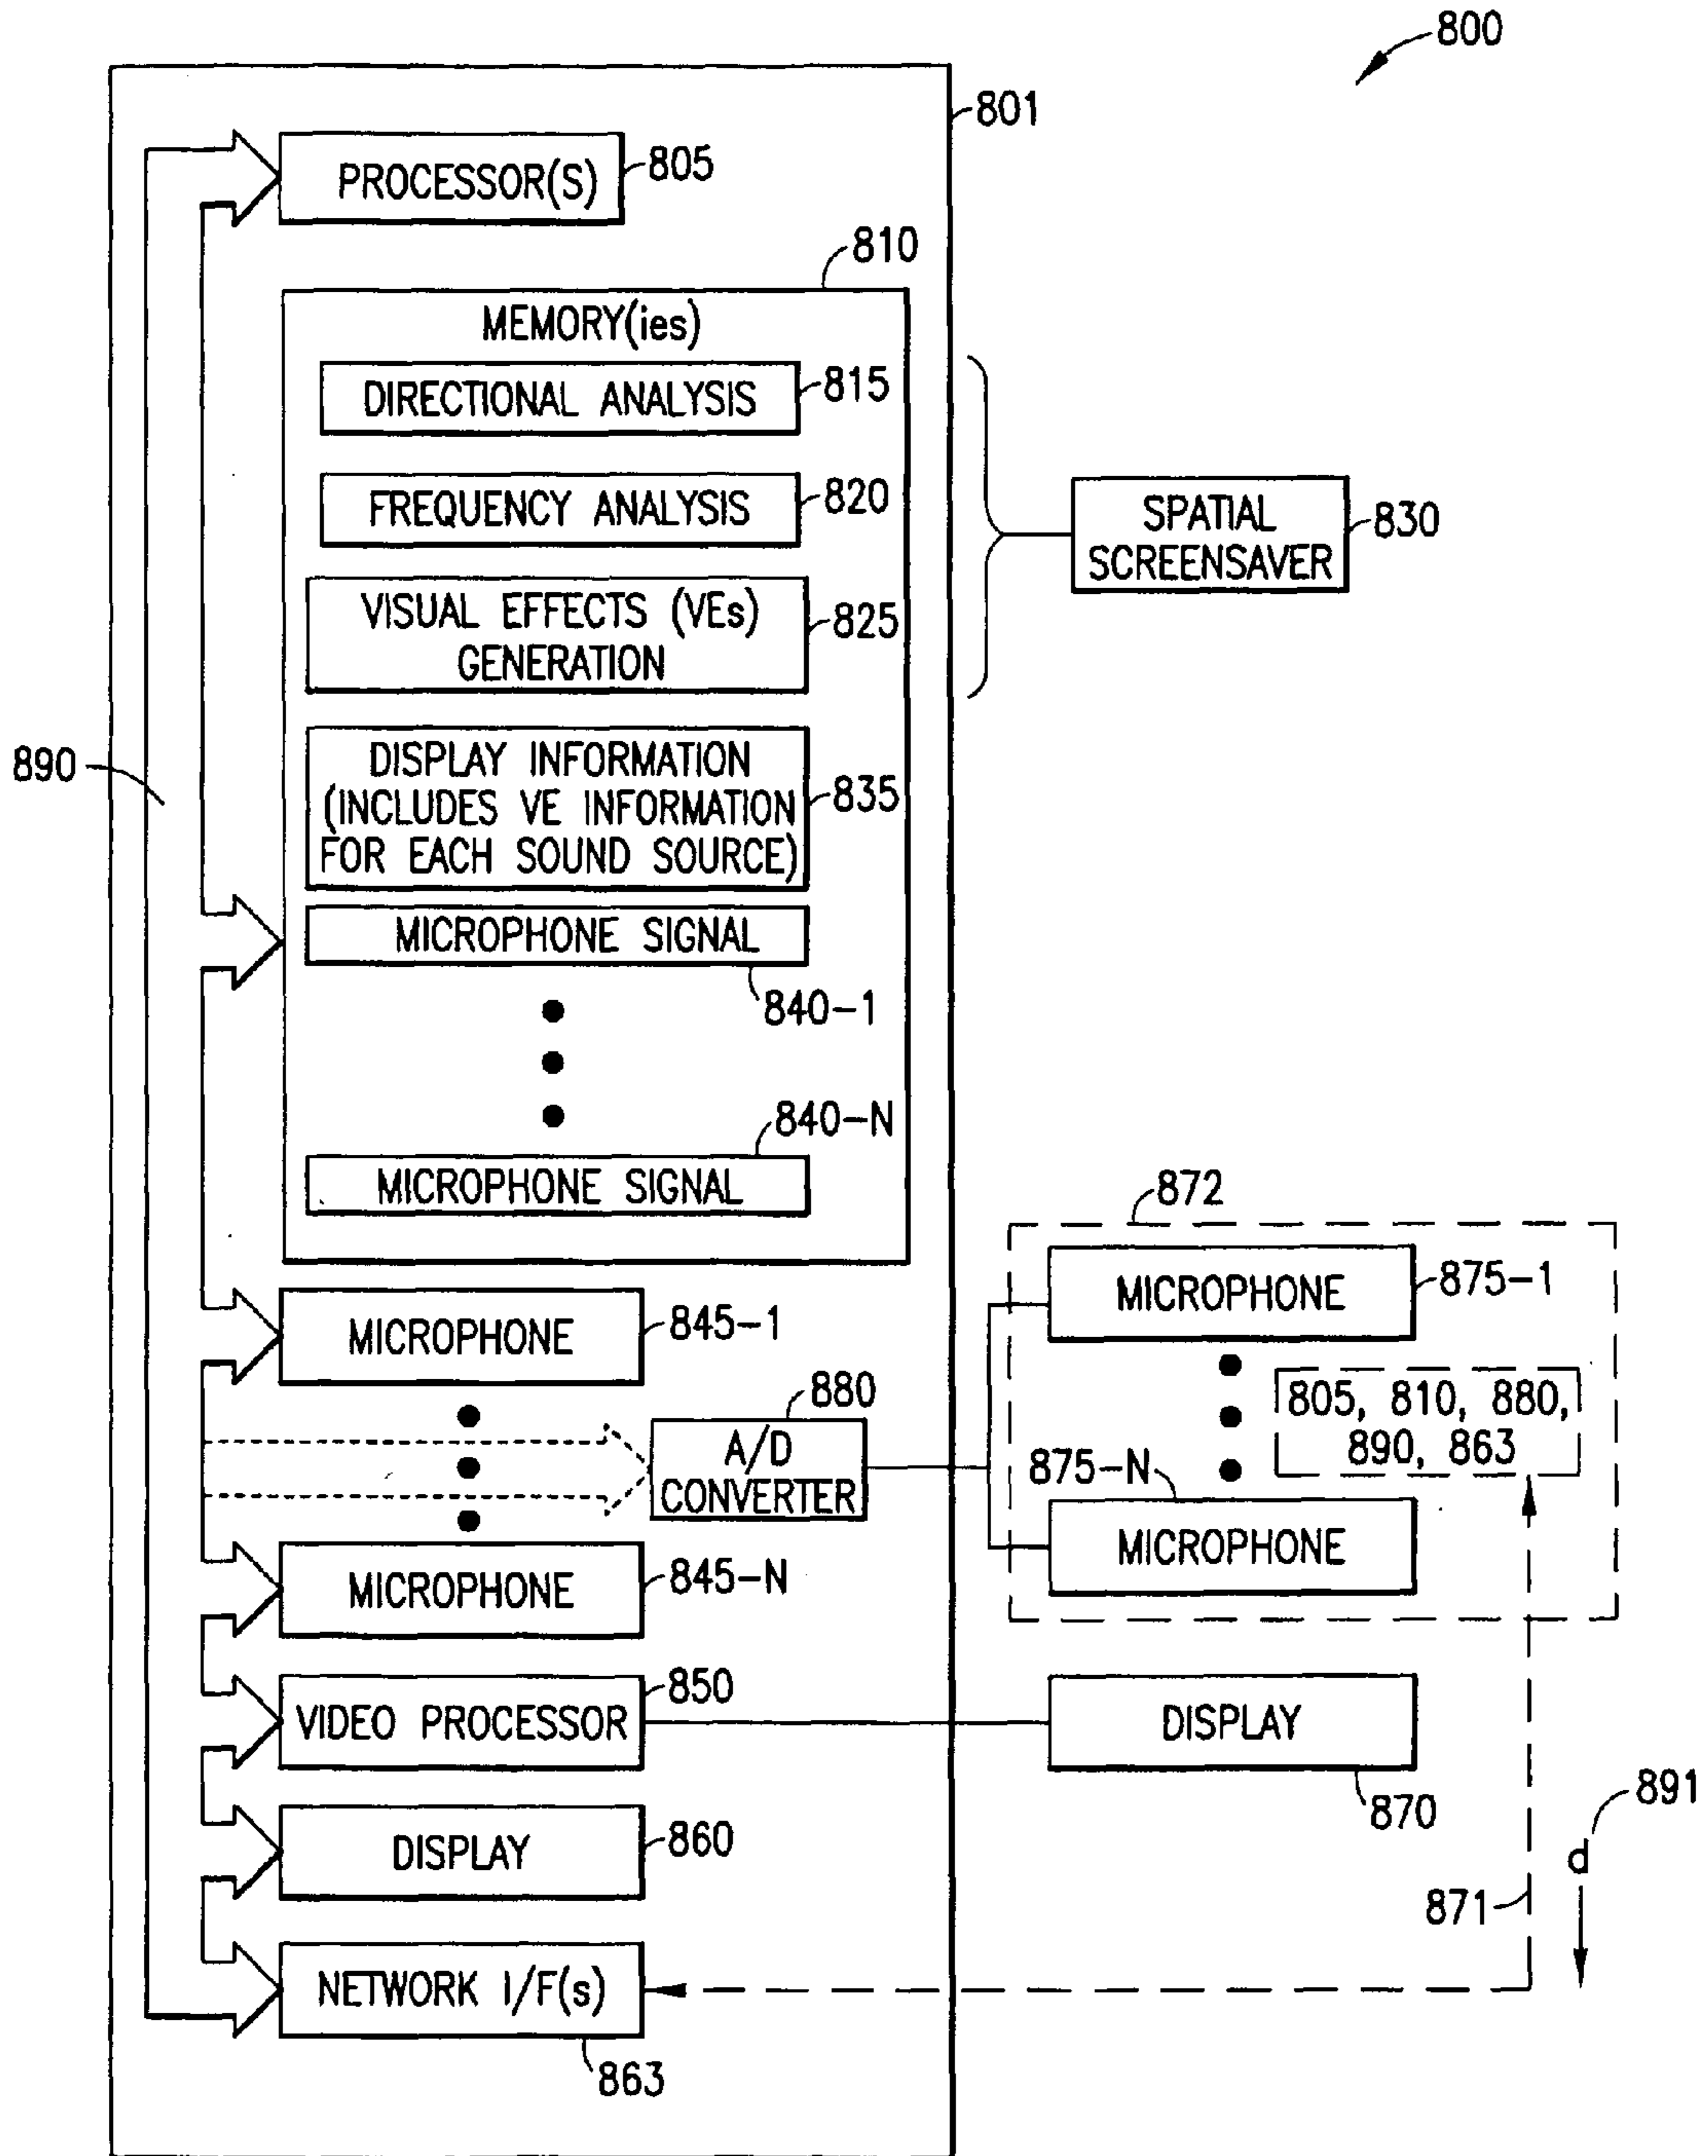 800
801
PROCESSOR(S)
805
810
MEMORY(ies)
DIRECTIONAL ANALYSIS
815
FREQUENCY ANALYSIS
820
SPATIAL
SCREENSAVER
830
VISUAL EFFECTS (VEs)
GENERATION
825
890
DISPLAY INFORMATION
(INCLUDES VE INFORMATION
FOR EACH SOUND SOURCE)
835
MICROPHONE SIGNAL
840-1
840-N
MICROPHONE SIGNAL
872
MICROPHONE
875-1
MICROPHONE
845-1
880
A/D
CONVERTER
805, 810, 880,
890, 863
875-N
MICROPHONE
MICROPHONE
845-N
850
VIDEO PROCESSOR
DISPLAY
870
891
d
DISPLAY
860
871
NETWORK I/F(s)
863